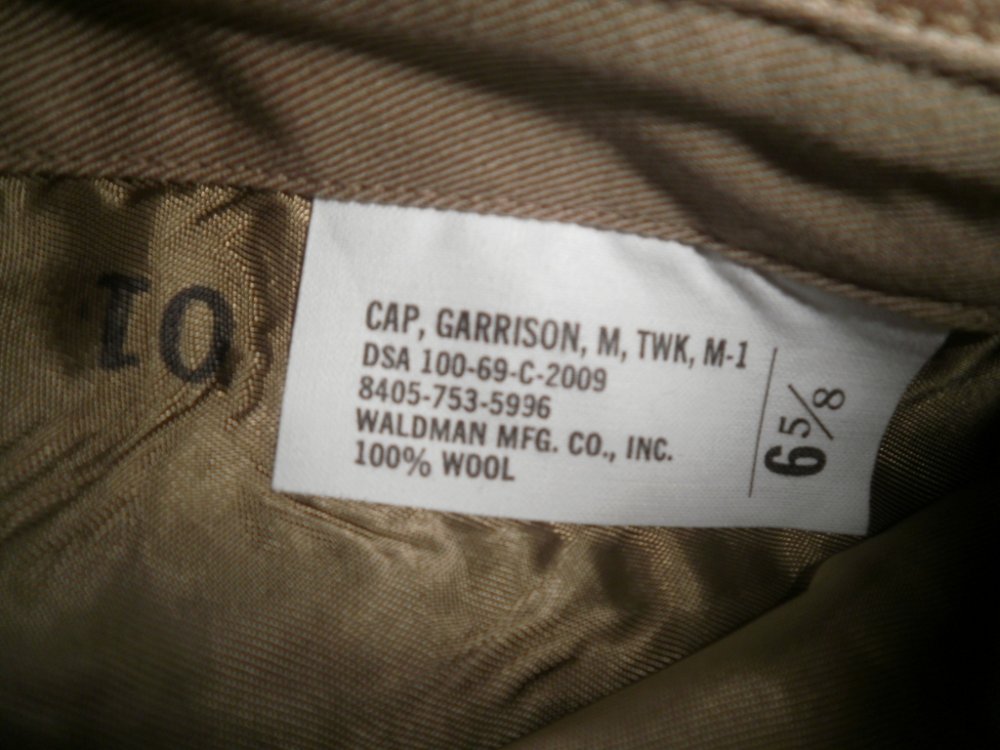 CAP, GARRISON, M, TWK, M-1
DSA 100-69-C-2009
8405-753-5996
WALDMAN MFG. CO., INC.
100% WOOL
6 5/8
10